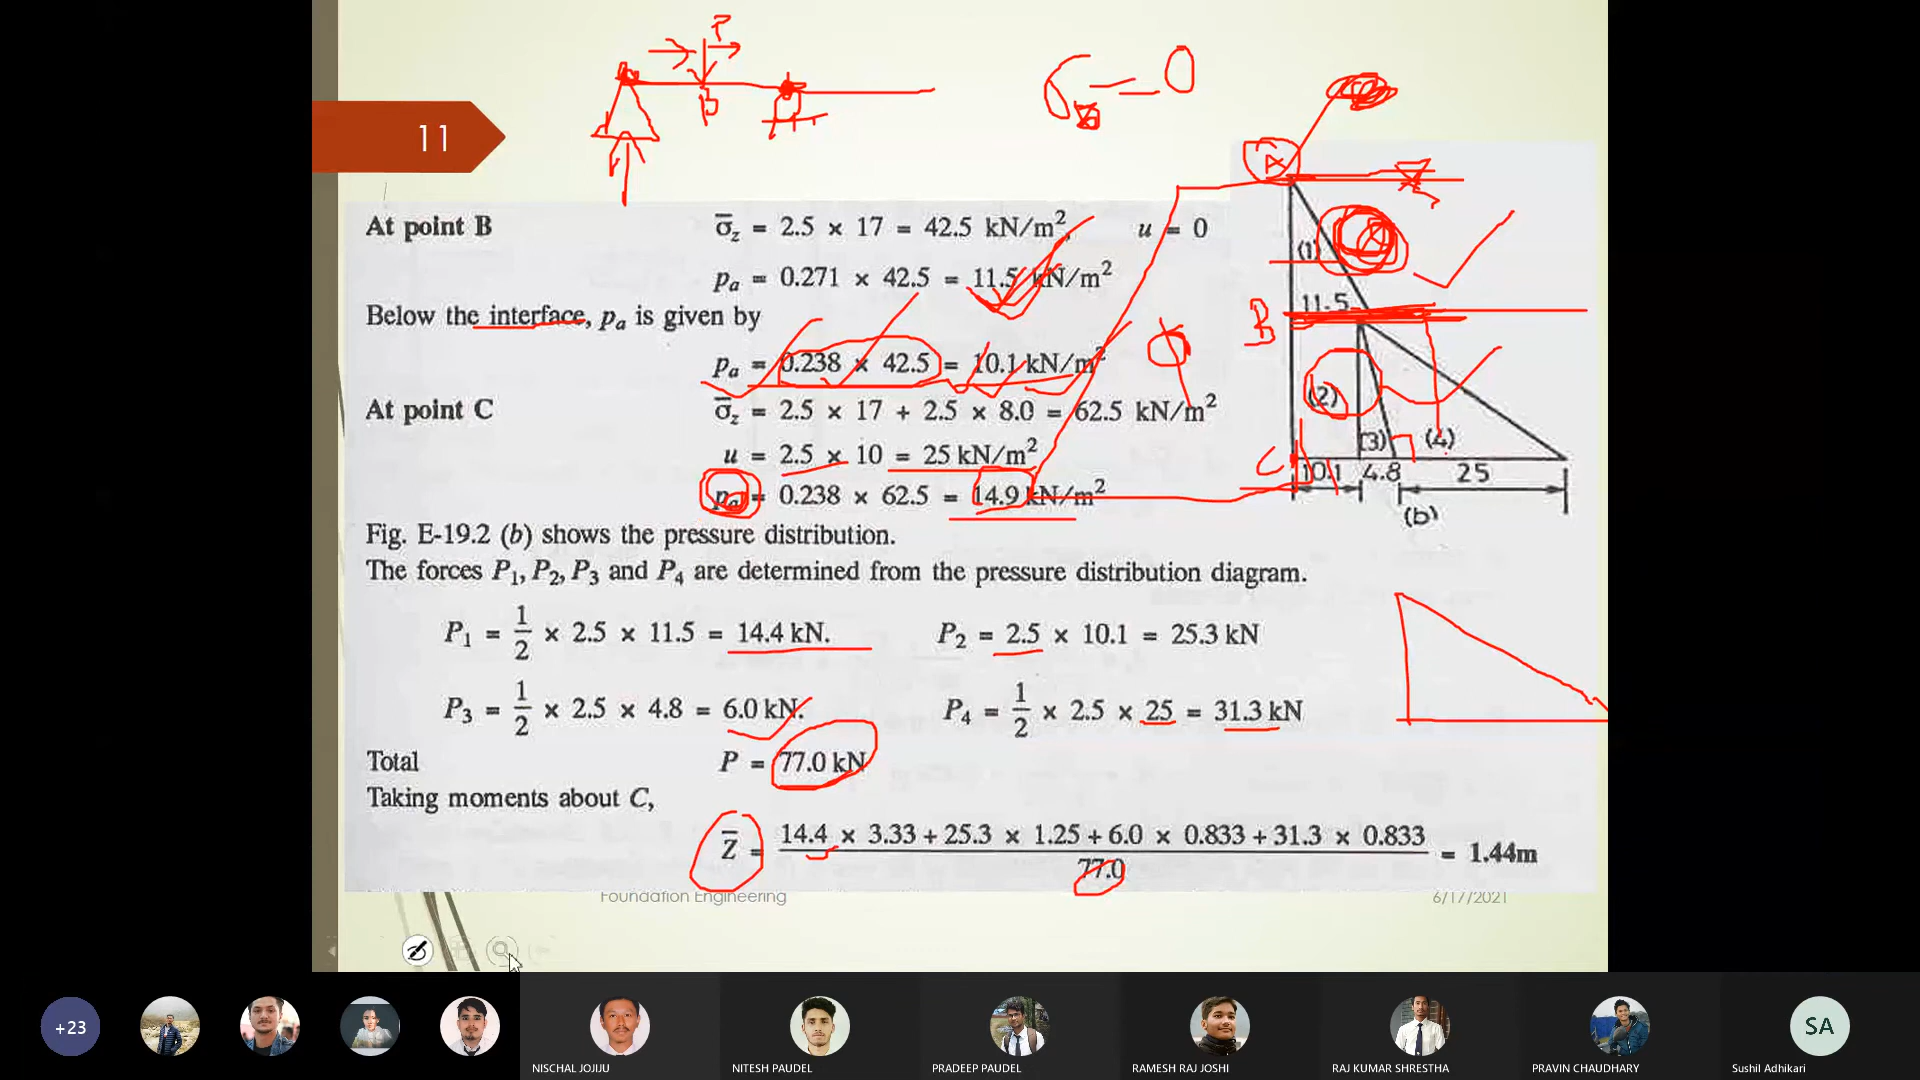 P
σz = 0
11
A
At point B σ̅z = 2.5 × 17 = 42.5 kN/m², u = 0
pa = 0.271 × 42.5 = 11.5 kN/m²
Below the interface, pa is given by
pa = 0.238 × 42.5 = 10.1 kN/m²
At point C σ̅z = 2.5 × 17 + 2.5 × 8.0 = 62.5 kN/m²
u = 2.5 × 10 = 25 kN/m²
pa = 0.238 × 62.5 = 14.9 kN/m²
(1)
11.5
B
(2)
(3) (4)
C
10.1 4.8 25
(b)
Fig. E-19.2 (b) shows the pressure distribution.
The forces P₁, P₂, P₃ and P₄ are determined from the pressure distribution diagram.
P₁ = 1/2 × 2.5 × 11.5 = 14.4 kN. P₂ = 2.5 × 10.1 = 25.3 kN
P₃ = 1/2 × 2.5 × 4.8 = 6.0 kN. P₄ = 1/2 × 2.5 × 25 = 31.3 kN
Total P = 77.0 kN
Taking moments about C,
Z̅ = 14.4 × 3.33 + 25.3 × 1.25 + 6.0 × 0.833 + 31.3 × 0.833 / 77.0 = 1.44m
Foundation Engineering 6/17/2021
+23
SA
NISCHAL JOJIJU NITESH PAUDEL PRADEEP PAUDEL RAMESH RAJ JOSHI RAJ KUMAR SHRESTHA PRAVIN CHAUDHARY Sushil Adhikari